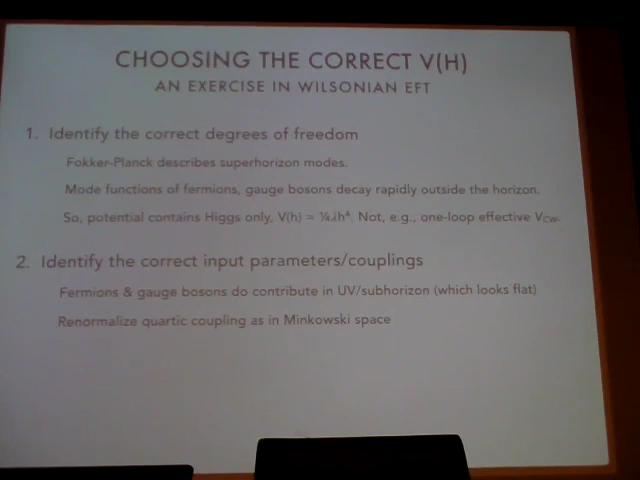 CHOOSING THE CORRECT V(H)
AN EXERCISE IN WILSONIAN EFT
1. Identify the correct degrees of freedom
Fokker-Planck describes superhorizon modes.
Mode functions of fermions, gauge bosons decay rapidly outside the horizon.
So, potential contains Higgs only, V(h) = ¼λh⁴. Not, e.g., one-loop effective V_CW.
2. Identify the correct input parameters/couplings
Fermions & gauge bosons do contribute in UV/subhorizon (which looks flat)
Renormalize quartic coupling as in Minkowski space